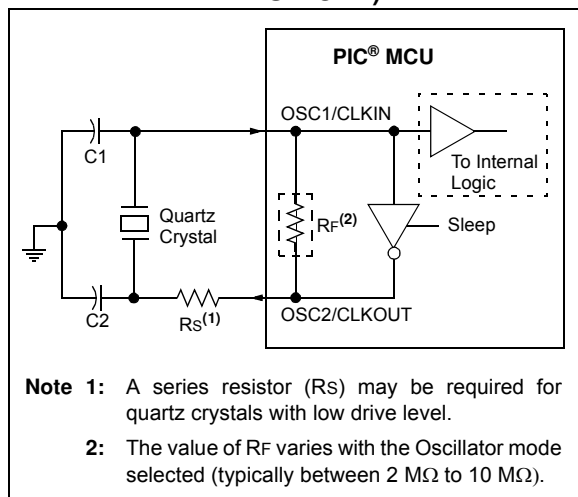 PIC® MCU
OSC1/CLKIN
C1
To Internal
Logic
Quartz
Crystal
RF(2)
Sleep
C2
RS(1)
OSC2/CLKOUT
Note 1: A series resistor (RS) may be required for
quartz crystals with low drive level.
2: The value of RF varies with the Oscillator mode
selected (typically between 2 MΩ to 10 MΩ).